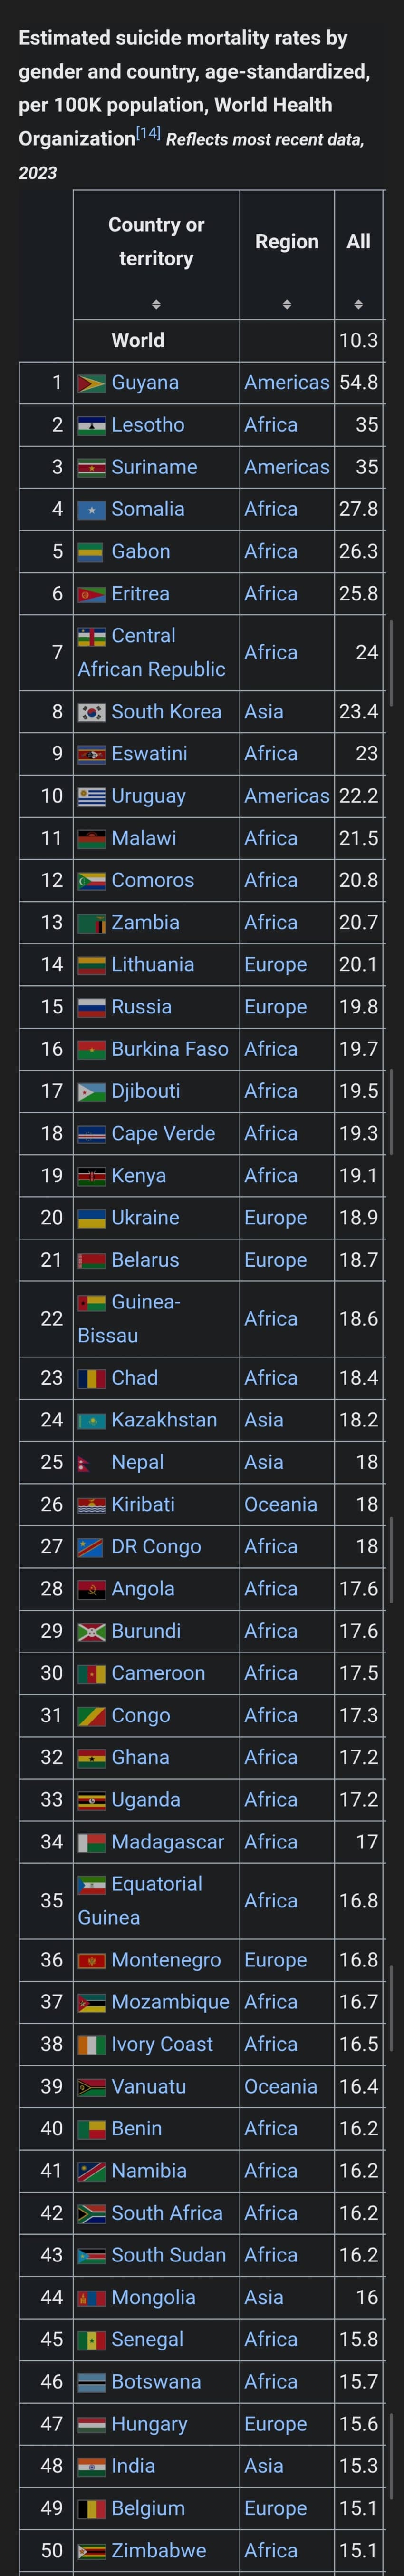 Estimated suicide mortality rates by
gender and country, age-standardized,
per 100K population, World Health
Organization[14] Reflects most recent data,
2023
Country or
territory
Region
All
World 10.3
1 Guyana Americas 54.8
2 Lesotho Africa 35
3 Suriname Americas 35
4 Somalia Africa 27.8
5 Gabon Africa 26.3
6 Eritrea Africa 25.8
7 Central
African Republic Africa 24
8 South Korea Asia 23.4
9 Eswatini Africa 23
10 Uruguay Americas 22.2
11 Malawi Africa 21.5
12 Comoros Africa 20.8
13 Zambia Africa 20.7
14 Lithuania Europe 20.1
15 Russia Europe 19.8
16 Burkina Faso Africa 19.7
17 Djibouti Africa 19.5
18 Cape Verde Africa 19.3
19 Kenya Africa 19.1
20 Ukraine Europe 18.9
21 Belarus Europe 18.7
22 Guinea-
Bissau Africa 18.6
23 Chad Africa 18.4
24 Kazakhstan Asia 18.2
25 Nepal Asia 18
26 Kiribati Oceania 18
27 DR Congo Africa 18
28 Angola Africa 17.6
29 Burundi Africa 17.6
30 Cameroon Africa 17.5
31 Congo Africa 17.3
32 Ghana Africa 17.2
33 Uganda Africa 17.2
34 Madagascar Africa 17
35 Equatorial
Guinea Africa 16.8
36 Montenegro Europe 16.8
37 Mozambique Africa 16.7
38 Ivory Coast Africa 16.5
39 Vanuatu Oceania 16.4
40 Benin Africa 16.2
41 Namibia Africa 16.2
42 South Africa Africa 16.2
43 South Sudan Africa 16.2
44 Mongolia Asia 16
45 Senegal Africa 15.8
46 Botswana Africa 15.7
47 Hungary Europe 15.6
48 India Asia 15.3
49 Belgium Europe 15.1
50 Zimbabwe Africa 15.1